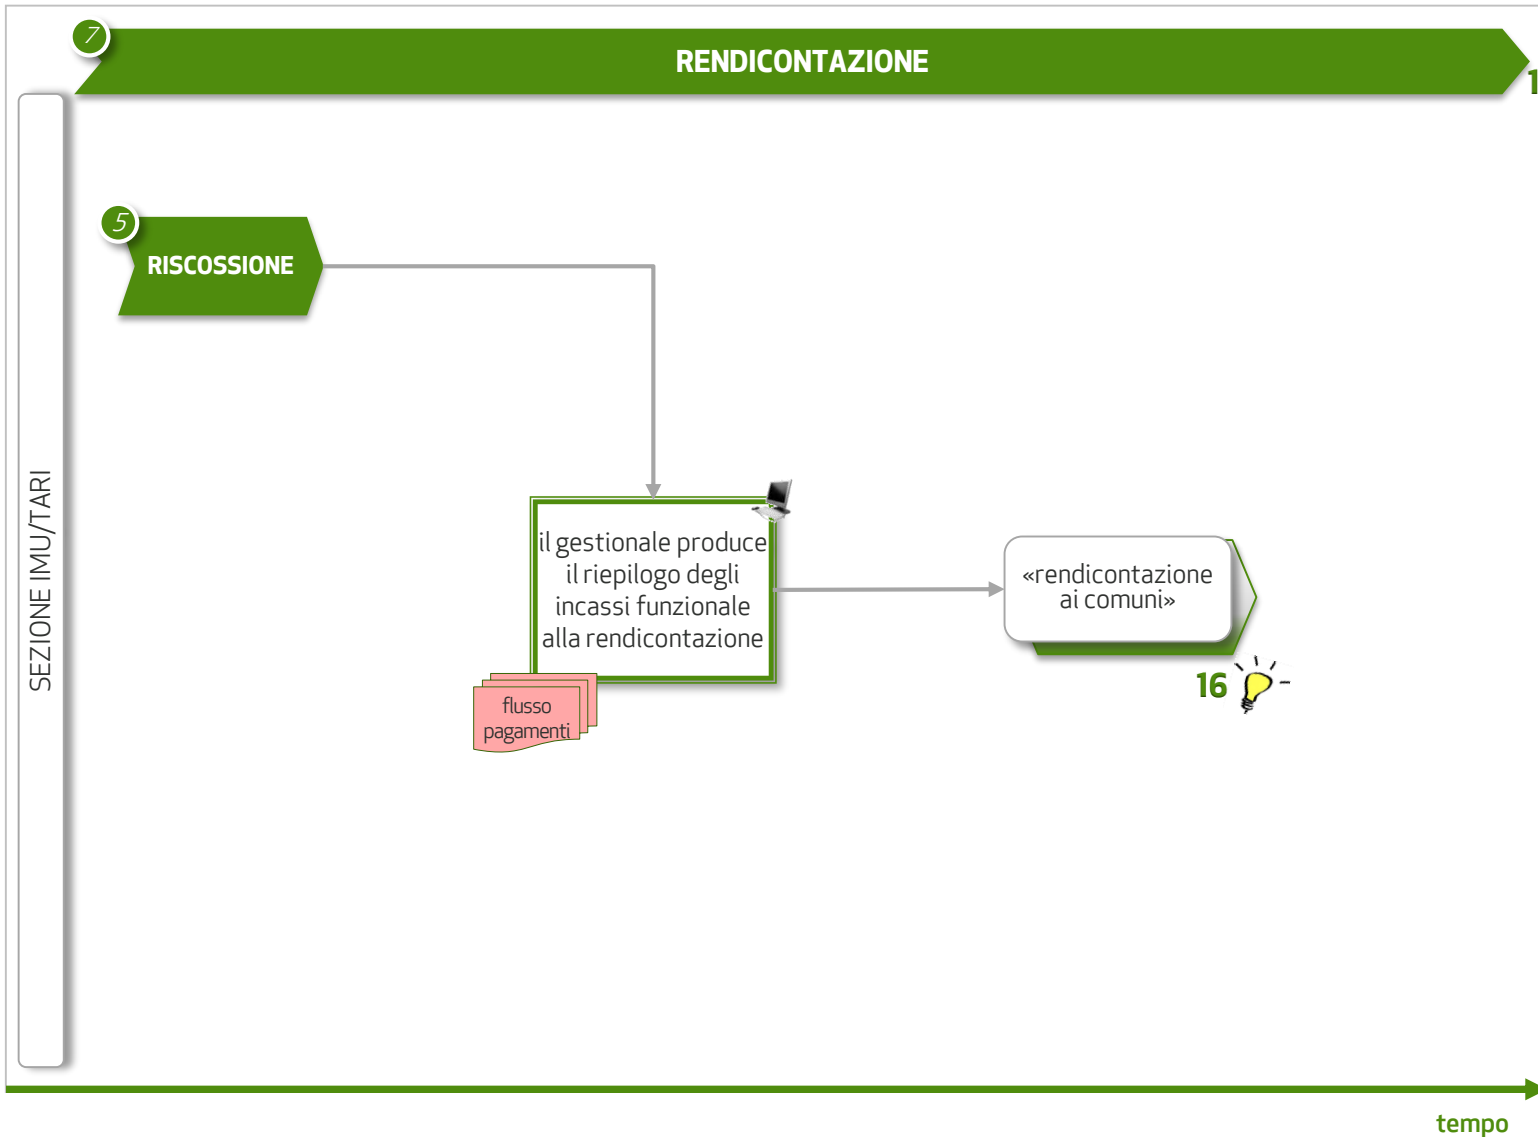 7
RENDICONTAZIONE
1
5
RISCOSSIONE
SEZIONE IMU/TARI
il gestionale produce
il riepilogo degli
incassi funzionale
alla rendicontazione
flusso
pagamenti
«rendicontazione
ai comuni»
16
tempo